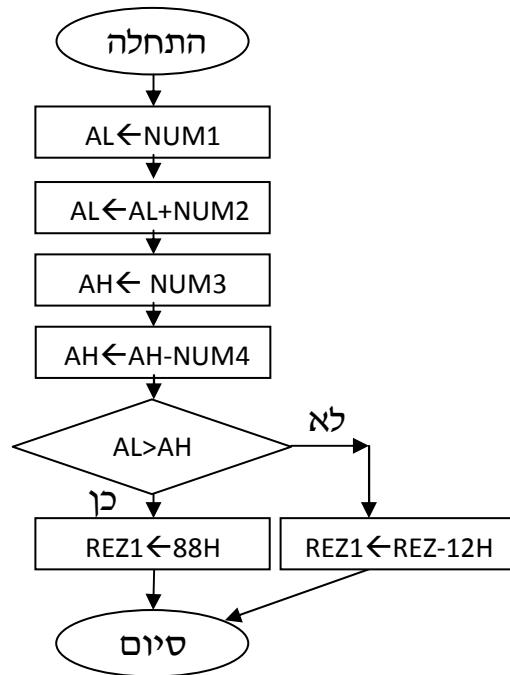 התחלה
AL←NUM1
AL←AL+NUM2
AH← NUM3
AH←AH-NUM4
AL>AH
לא
כן
REZ1←88H
REZ1←REZ-12H
סיום